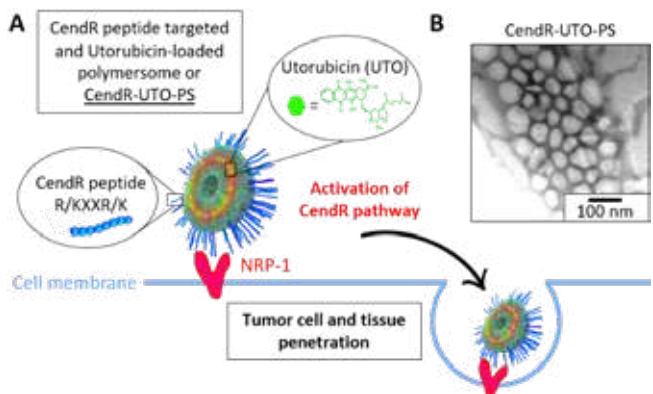 A
CendR peptide targeted
and Utorubicin-loaded
polymersome or
CendR-UTO-PS
Utorubicin (UTO)
=
CendR peptide
R/KXXR/K
Activation of
CendR pathway
NRP-1
Cell membrane
Tumor cell and tissue
penetration
B
CendR-UTO-PS
100 nm